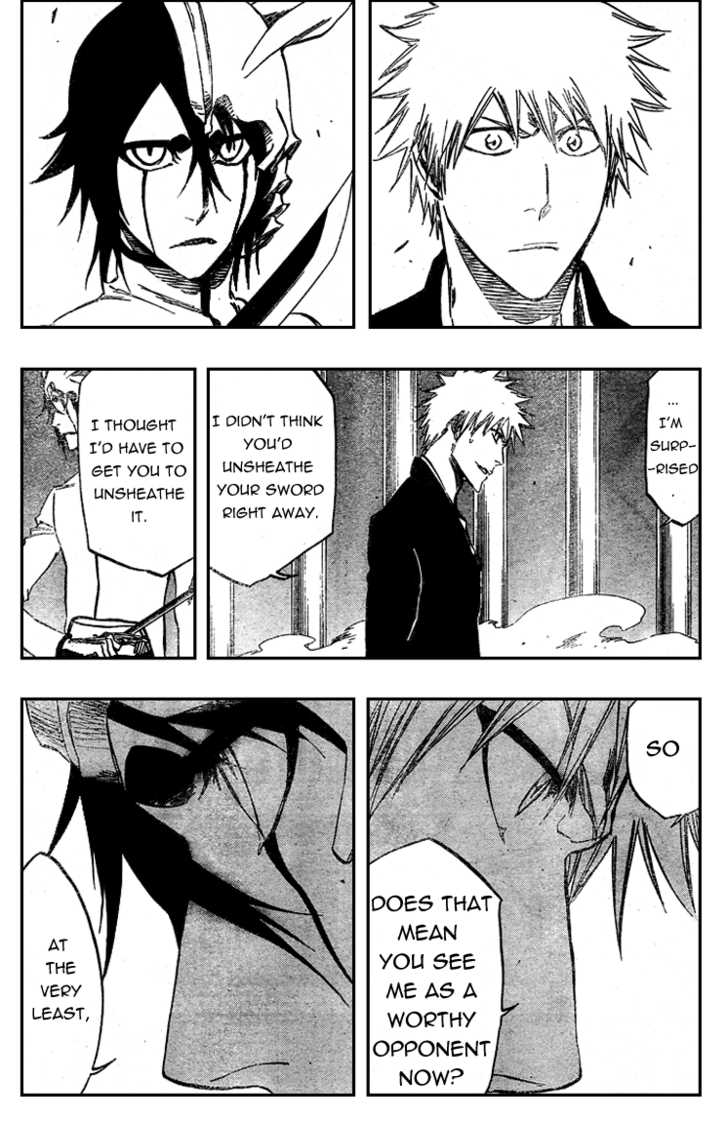 ...
I'M
SURP-
-RISED
.
I DIDN'T THINK
YOU'D
UNSHEATHE
YOUR SWORD
RIGHT AWAY.
I THOUGHT
I'D HAVE TO
GET YOU TO
UNSHEATHE
IT.
SO
DOES THAT
MEAN
YOU SEE
ME AS A
WORTHY
OPPONENT
NOW?
AT
THE
VERY
LEAST,